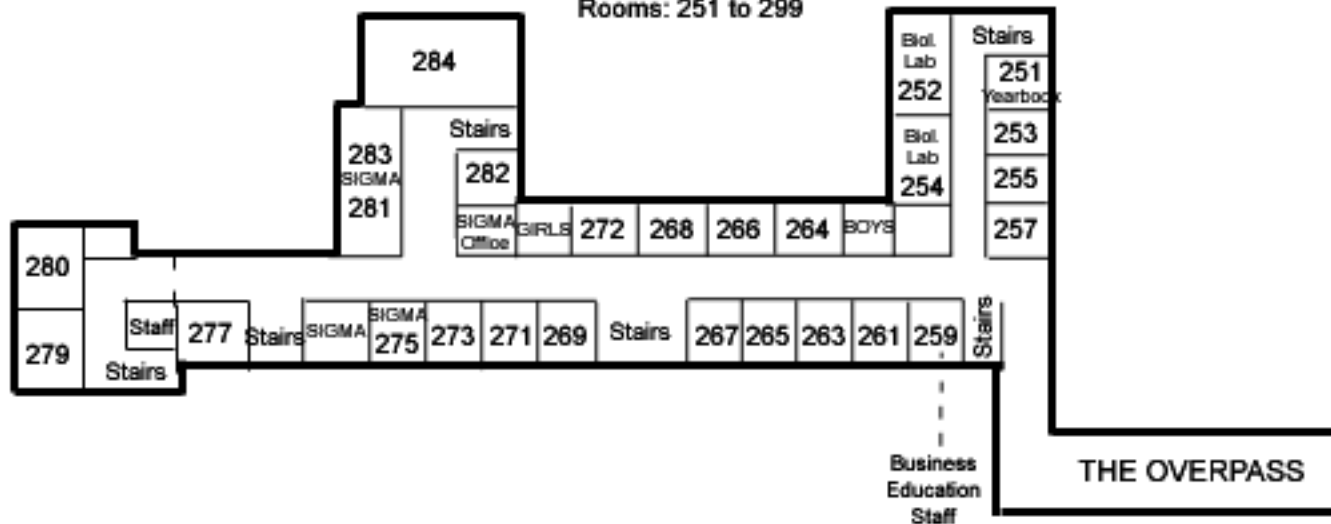 Rooms: 251 to 299
284
Biol.
Lab
252
Stairs
251
Yearbook
283
SIGMA
281
Stairs
282
SIGMA
Office
Biol.
Lab
254
253
255
257
GIRLS
272
268
266
264
BOYS
280
279
Staff
Stairs
277
Stairs
SIGMA
SIGMA
275
273
271
269
Stairs
267
265
263
261
259
Stairs
Business
Education
Staff
THE OVERPASS